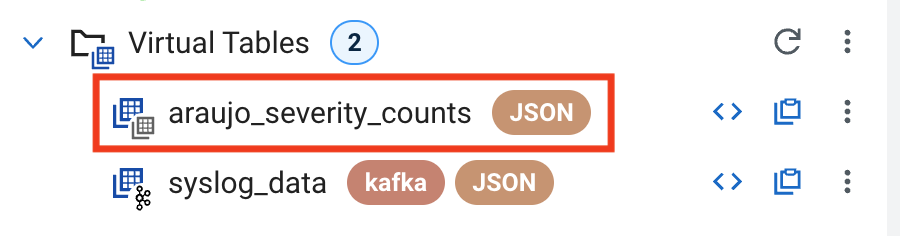 Virtual Tables 2
araujo_severity_counts JSON
syslog_data kafka JSON